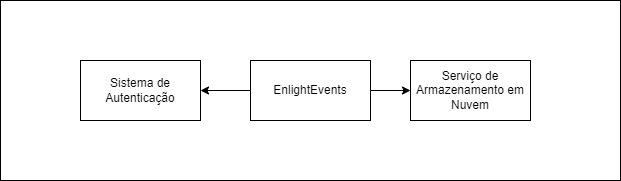 Sistema de
Autenticação
EnlightEvents
Serviço de
Armazenamento em
Nuvem